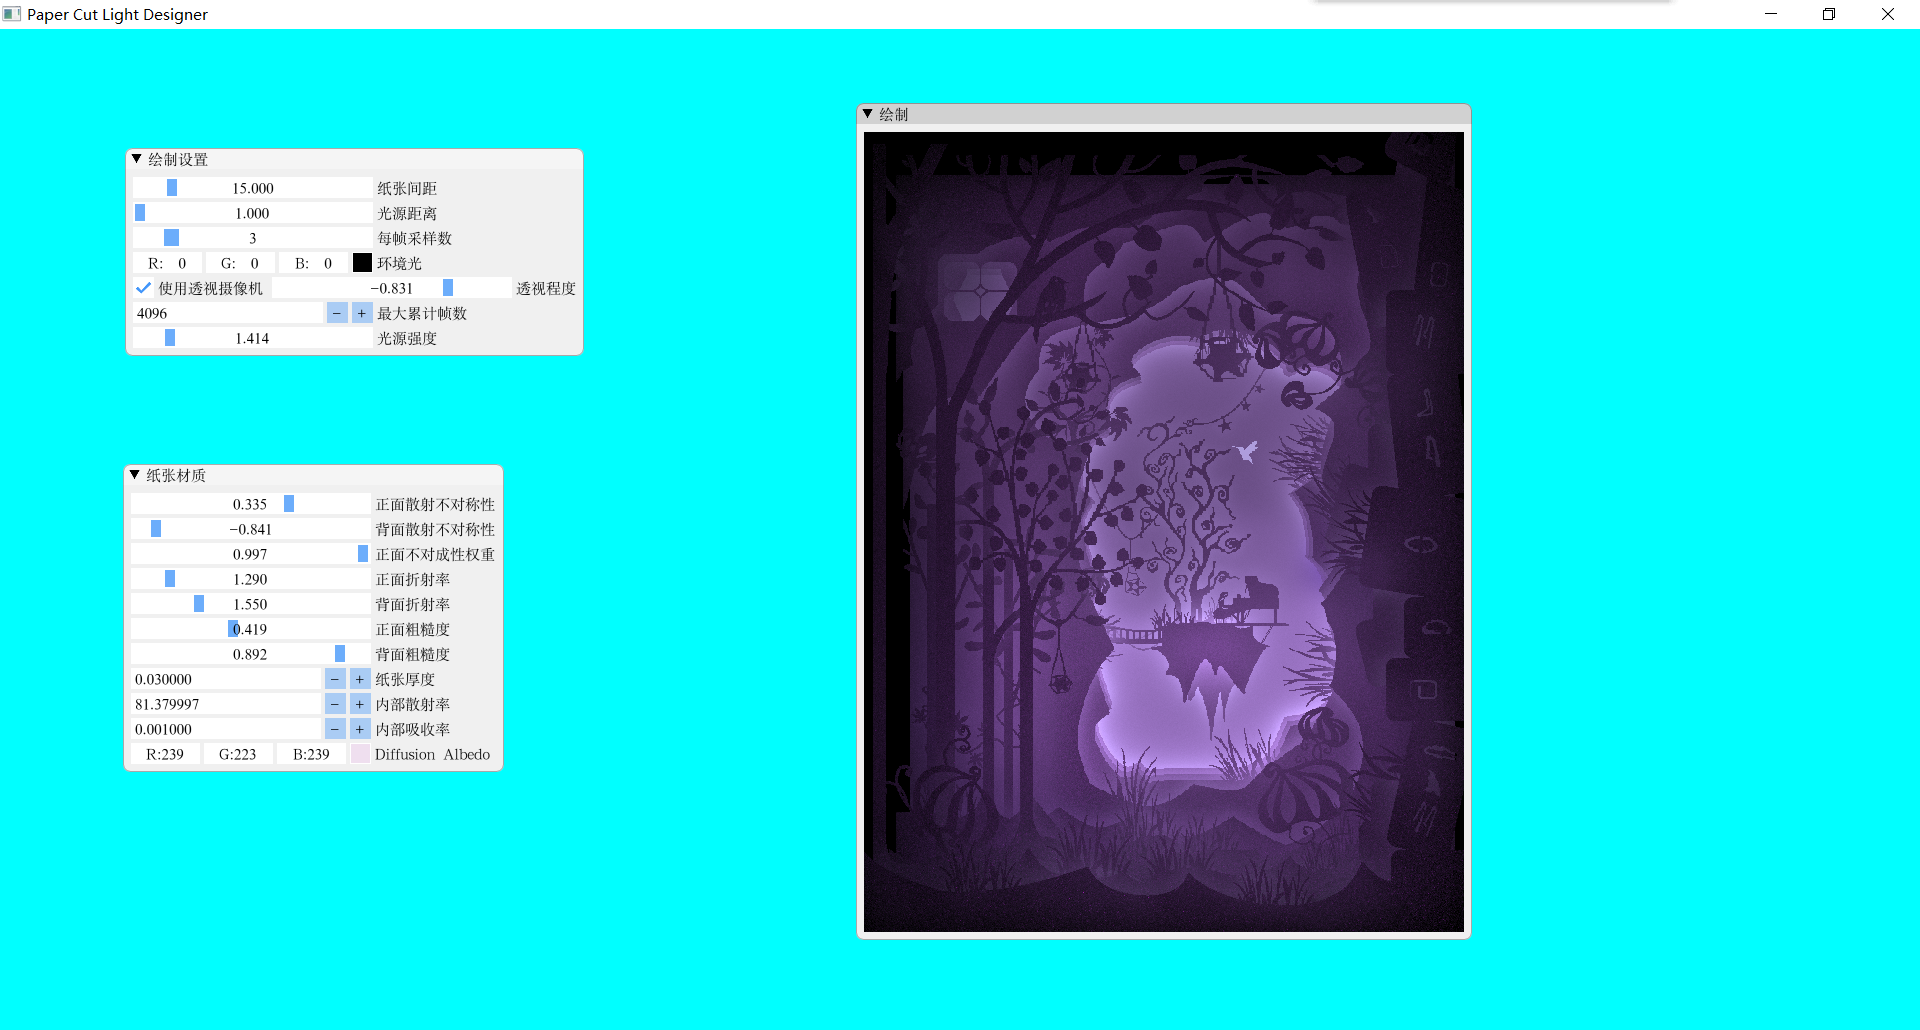 Paper Cut Light Designer
绘制设置
15.000 纸张间距
1.000 光源距离
3 每帧采样数
R: 0 G: 0 B: 0 环境光
使用透视摄像机 -0.831 透视程度
4096 - + 最大累计帧数
1.414 光源强度
纸张材质
0.335 正面散射不对称性
-0.841 背面散射不对称性
0.997 正面不对成性权重
1.290 正面折射率
1.550 背面折射率
0.419 正面粗糙度
0.892 背面粗糙度
0.030000 - + 纸张厚度
81.379997 - + 内部散射率
0.001000 - + 内部吸收率
R:239 G:223 B:239 Diffusion Albedo
绘制